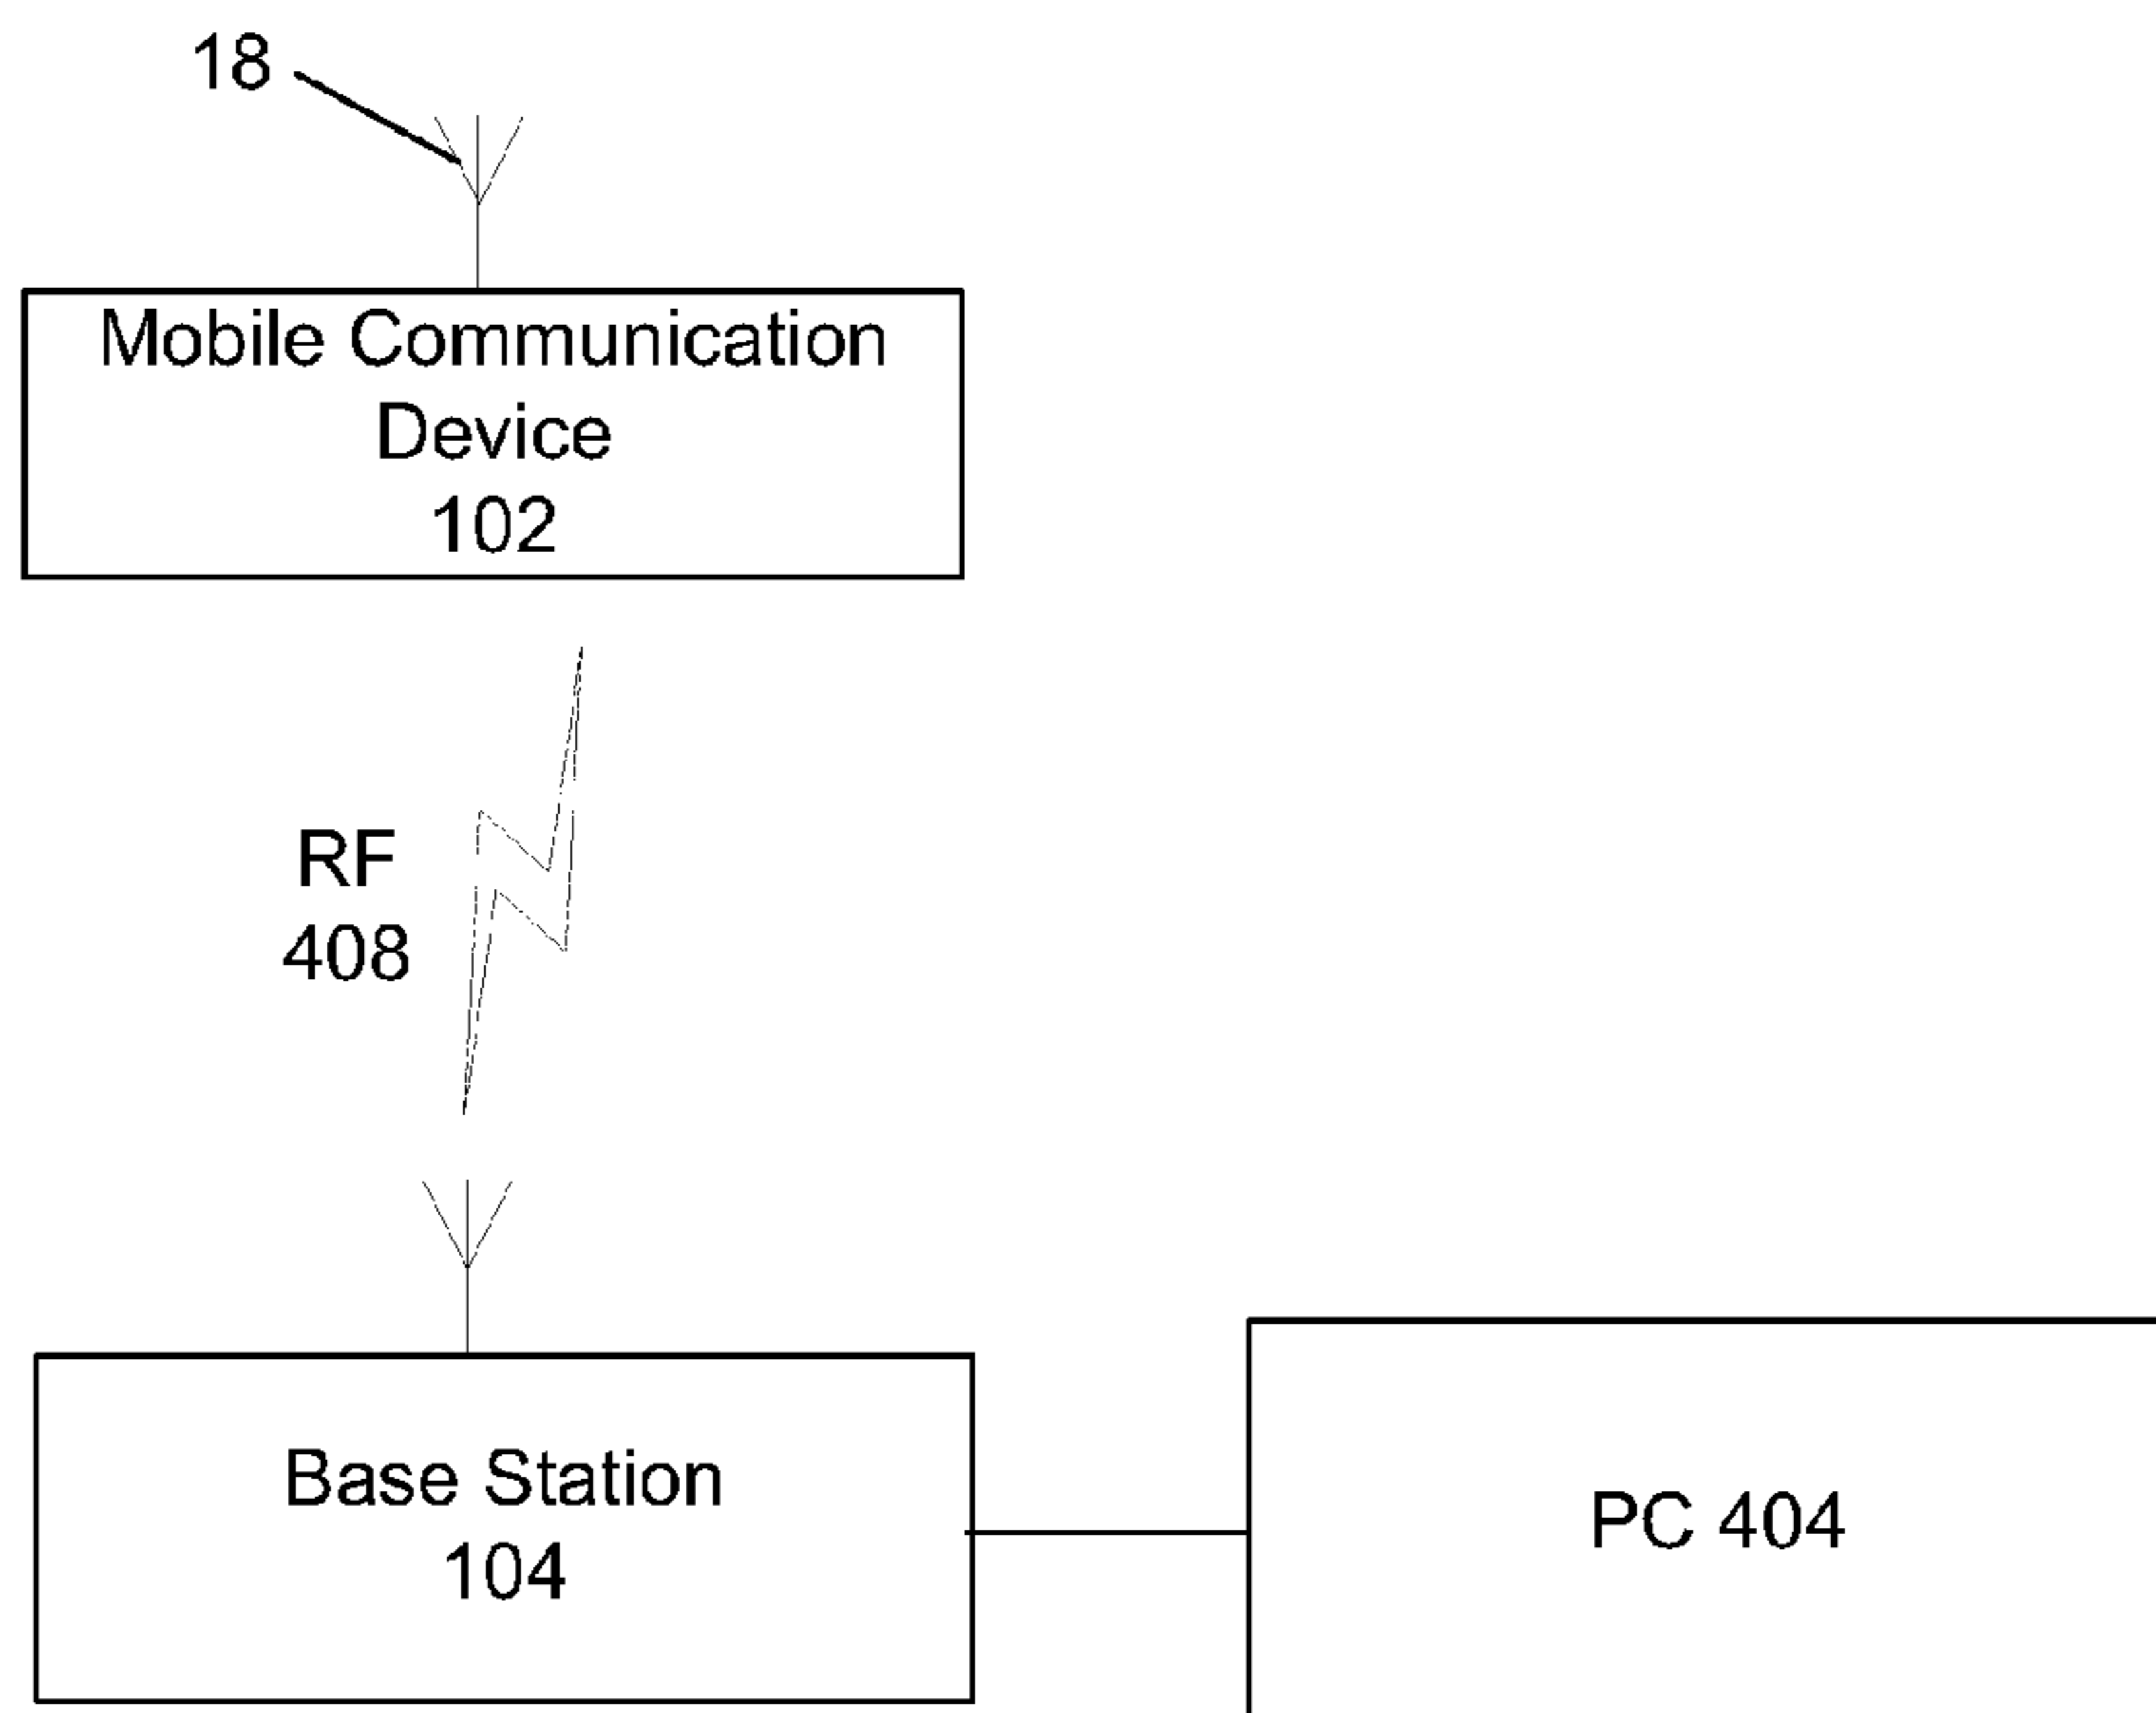 18
Mobile Communication
Device
102
RF
408
Base Station
104
PC 404